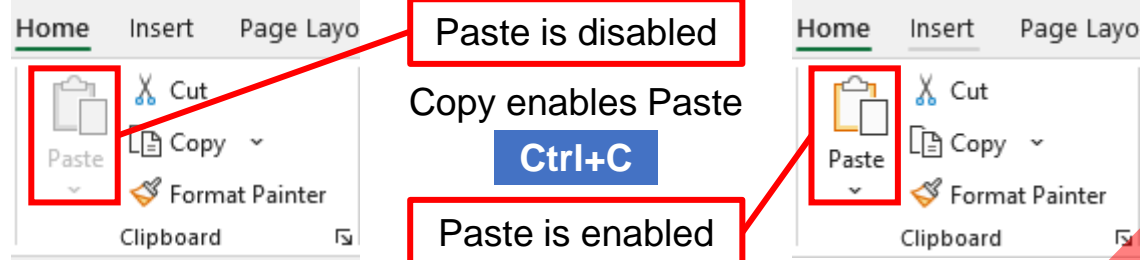 Home Insert Page Layo
Cut
Copy
Paste
Format Painter
Clipboard
Paste is disabled
Copy enables Paste
Ctrl+C
Paste is enabled
Home Insert Page Layo
Cut
Copy
Paste
Format Painter
Clipboard